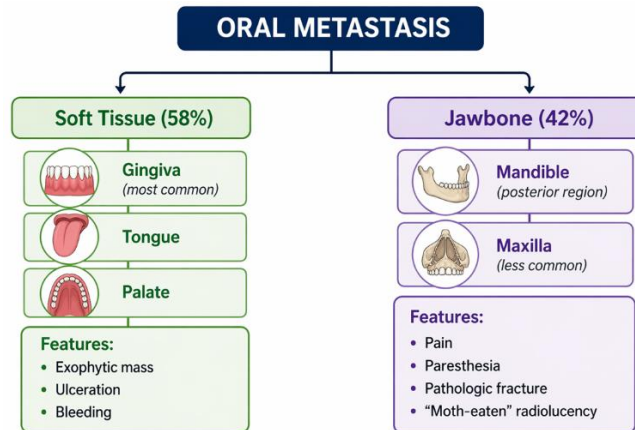 ORAL METASTASIS
Soft Tissue (58%)
Gingiva
(most common)
Tongue
Palate
Features:
• Exophytic mass
• Ulceration
• Bleeding
Jawbone (42%)
Mandible
(posterior region)
Maxilla
(less common)
Features:
• Pain
• Paresthesia
• Pathologic fracture
• “Moth-eaten” radiolucency